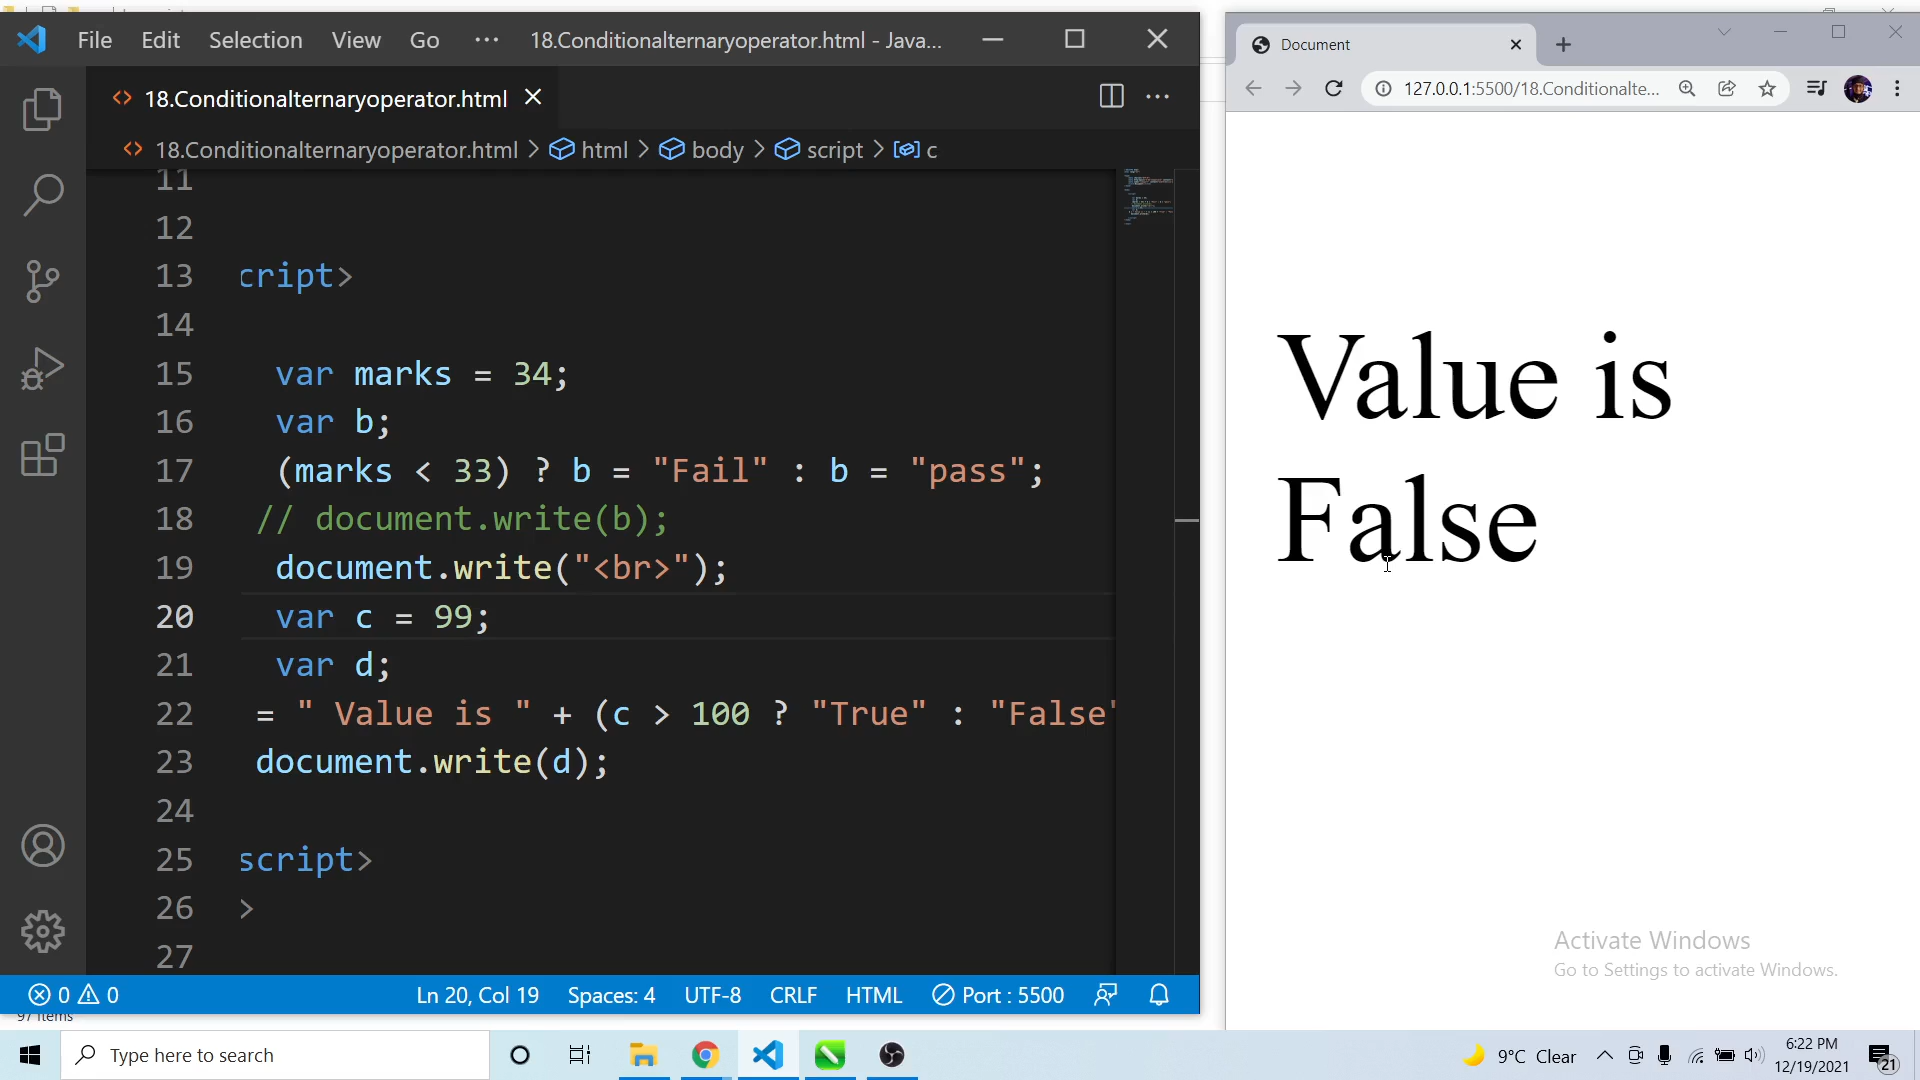 File Edit Selection View Go ··· 18.Conditionalternaryoperator.html - Java...
18.Conditionalternaryoperator.html
18.Conditionalternaryoperator.html > html > body > script > c
11
12
13 cript>
14
15 var marks = 34;
16 var b;
17 (marks < 33) ? b = "Fail" : b = "pass";
18 // document.write(b);
19 document.write("<br>");
20 var c = 99;
21 var d;
22 = " Value is " + (c > 100 ? "True" : "False"
23 document.write(d);
24
25 script>
26 >
27
0 0 Ln 20, Col 19 Spaces: 4 UTF-8 CRLF HTML Port : 5500
97 items
Document
127.0.0.1:5500/18.Conditionalte...
Value is
False
Activate Windows
Go to Settings to activate Windows.
Type here to search
9°C Clear
6:22 PM
12/19/2021
21